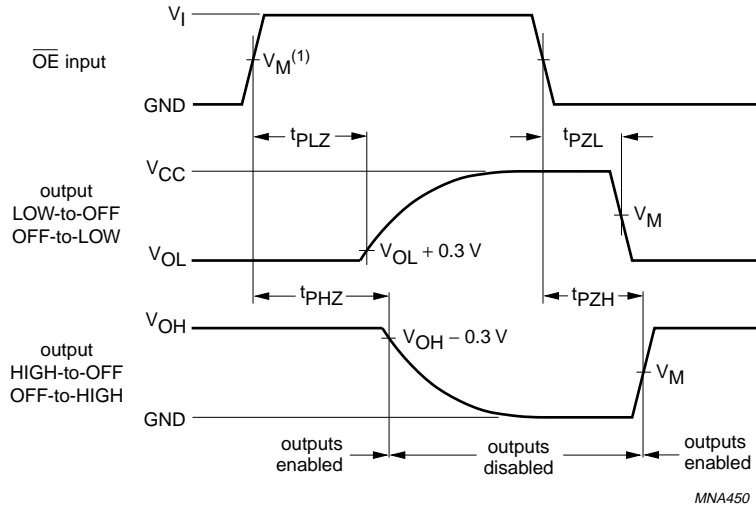 V_I
OE input
V_M^(1)
GND
t_PLZ
t_PZL
V_CC
output
LOW-to-OFF
OFF-to-LOW
V_M
V_OL
V_OL + 0.3 V
t_PHZ
t_PZH
V_OH
V_OH − 0.3 V
output
HIGH-to-OFF
OFF-to-HIGH
V_M
GND
outputs
enabled
outputs
disabled
outputs
enabled
MNA450